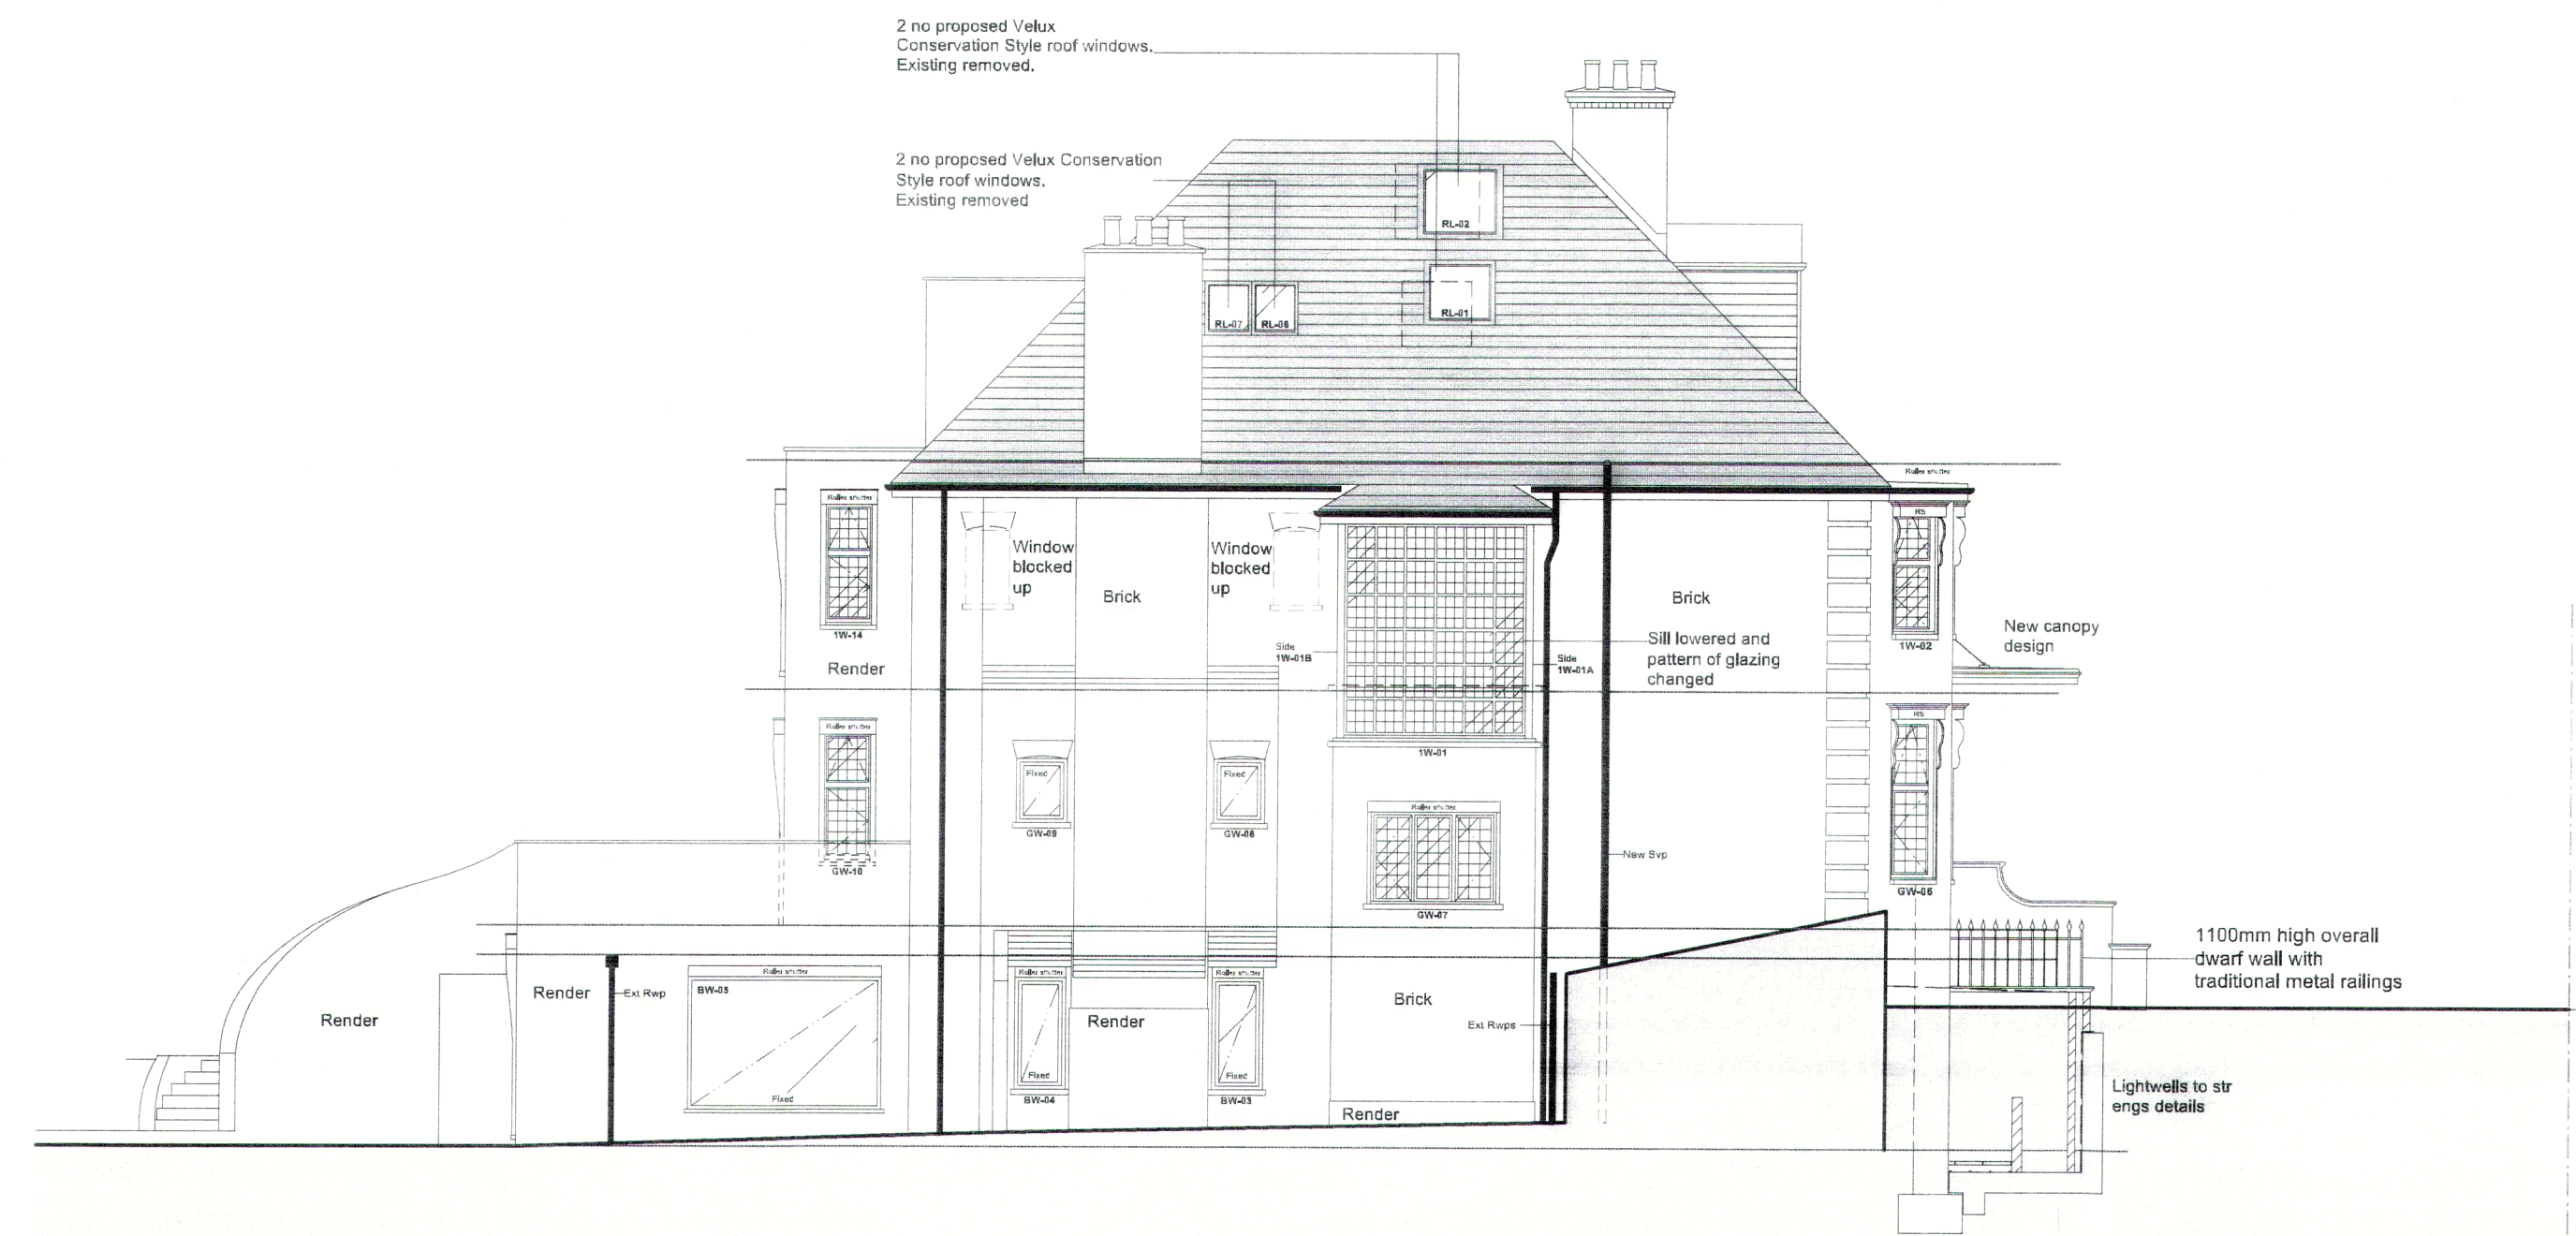 2 no proposed Velux
Conservation Style roof windows.
Existing removed.
2 no proposed Velux Conservation
Style roof windows.
Existing removed
RL-02
RL-01
RL-07
RL-08
Roller shutter
Roller shutter
RS
Window
blocked
up
Window
blocked
up
Brick
Brick
1W-14
Render
Side
1W-01B
Side
1W-01A
Sill lowered and
pattern of glazing
changed
1W-02
New canopy
design
RS
Roller shutter
1W-01
Fixed
Fixed
GW-09
GW-08
Roller shutter
GW-10
GW-07
New Svp
GW-06
1100mm high overall
dwarf wall with
traditional metal railings
Render
Render
Ext Rwp
Roller shutter
BW-05
Fixed
Roller shutter
Fixed
BW-04
Render
Roller shutter
Fixed
BW-03
Brick
Ext Rwps
Render
Lightwells to str
engs details